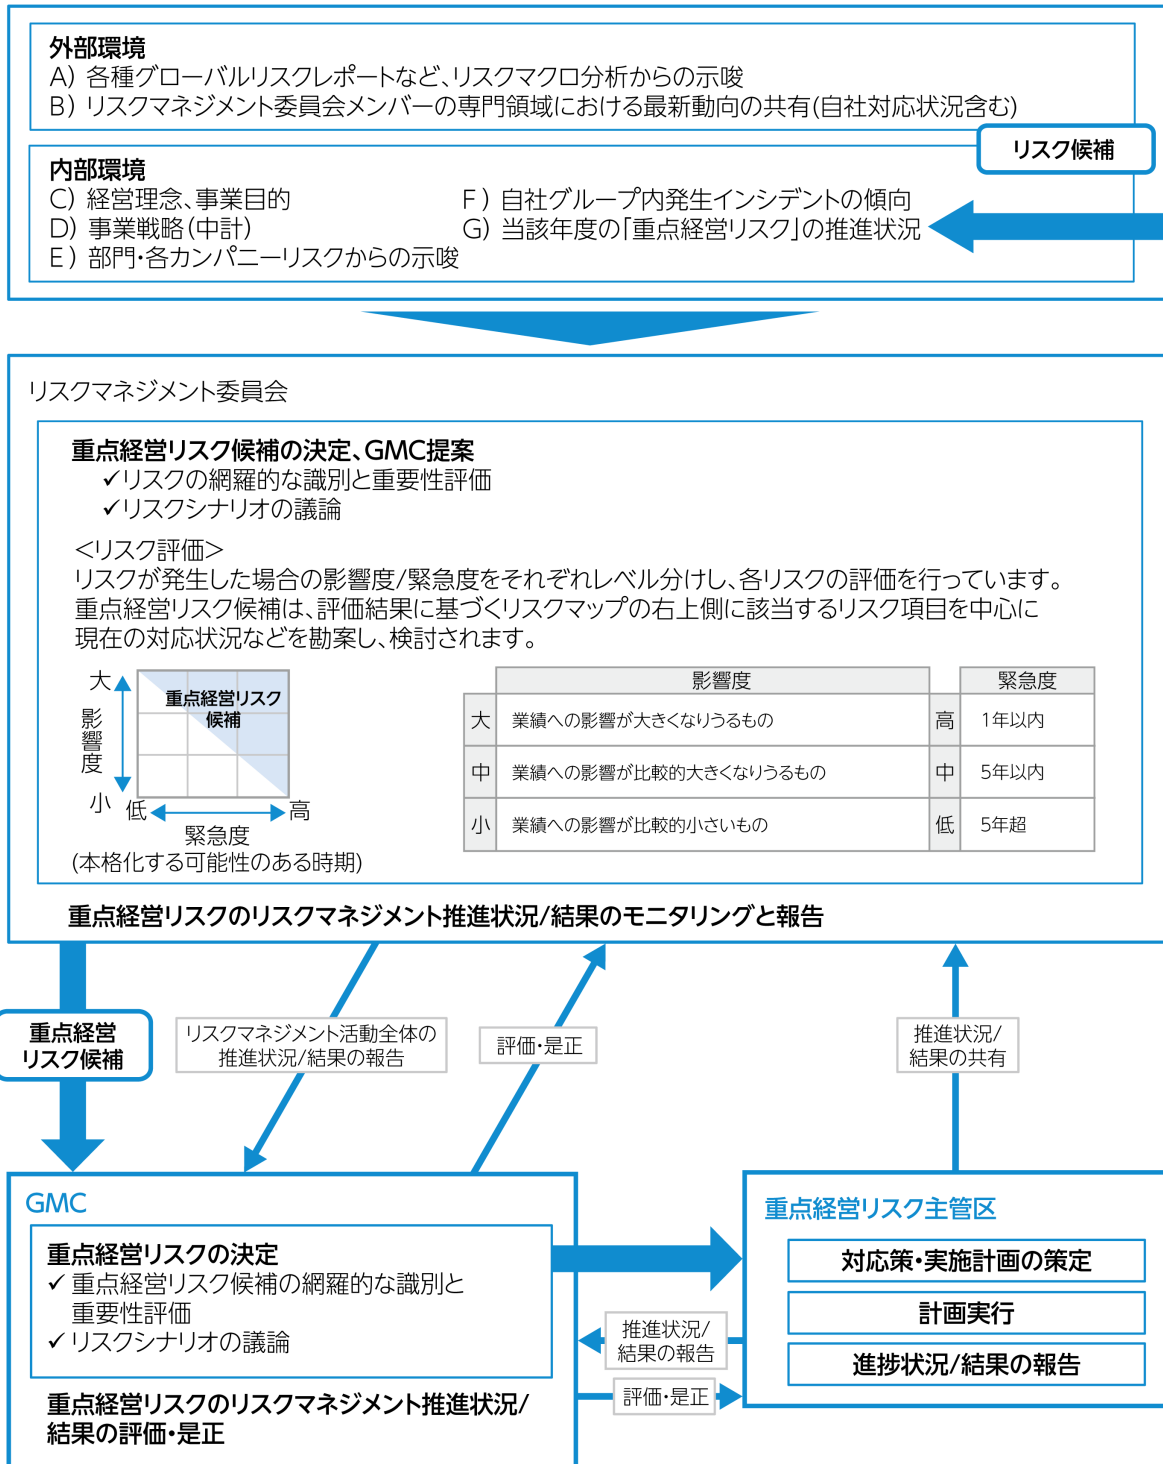 外部環境
A) 各種グローバルリスクレポートなど、リスクマクロ分析からの示唆
B) リスクマネジメント委員会メンバーの専門領域における最新動向の共有(自社対応状況含む)
リスク候補
内部環境
C) 経営理念、事業目的
D) 事業戦略(中計)
E) 部門・各カンパニーリスクからの示唆
F) 自社グループ内発生インシデントの傾向
G) 当該年度の「重点経営リスク」の推進状況
リスクマネジメント委員会
重点経営リスク候補の決定、GMC提案
✓リスクの網羅的な識別と重要性評価
✓リスクシナリオの議論
＜リスク評価＞
リスクが発生した場合の影響度/緊急度をそれぞれレベル分けし、各リスクの評価を行っています。
重点経営リスク候補は、評価結果に基づくリスクマップの右上側に該当するリスク項目を中心に
現在の対応状況などを勘案し、検討されます。
大
影響度
小
重点経営リスク
候補
低
高
緊急度
(本格化する可能性のある時期)
影響度 緊急度
大 業績への影響が大きくなりうるもの 高 1年以内
中 業績への影響が比較的大きくなりうるもの 中 5年以内
小 業績への影響が比較的小さいもの 低 5年超
重点経営リスクのリスクマネジメント推進状況/結果のモニタリングと報告
重点経営
リスク候補
リスクマネジメント活動全体の
推進状況/結果の報告
評価・是正
推進状況/
結果の共有
GMC
重点経営リスクの決定
✓ 重点経営リスク候補の網羅的な識別と
重要性評価
✓ リスクシナリオの議論
重点経営リスクのリスクマネジメント推進状況/
結果の評価・是正
推進状況/
結果の報告
評価・是正
重点経営リスク主管区
対応策・実施計画の策定
計画実行
進捗状況/結果の報告